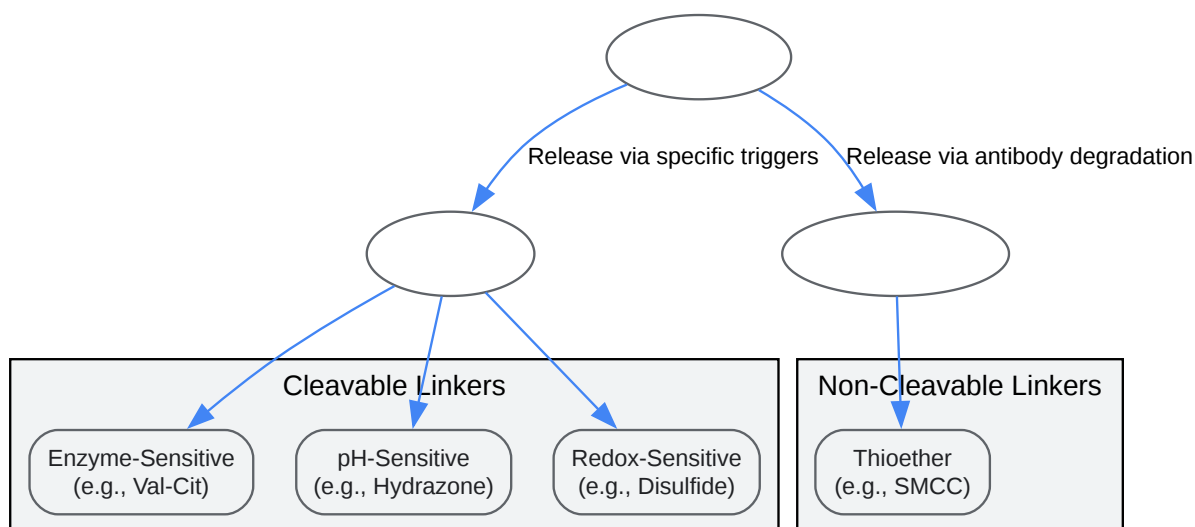 Release via specific triggers
Release via antibody degradation
Cleavable Linkers
Non-Cleavable Linkers
Enzyme-Sensitive
(e.g., Val-Cit)
pH-Sensitive
(e.g., Hydrazone)
Redox-Sensitive
(e.g., Disulfide)
Thioether
(e.g., SMCC)